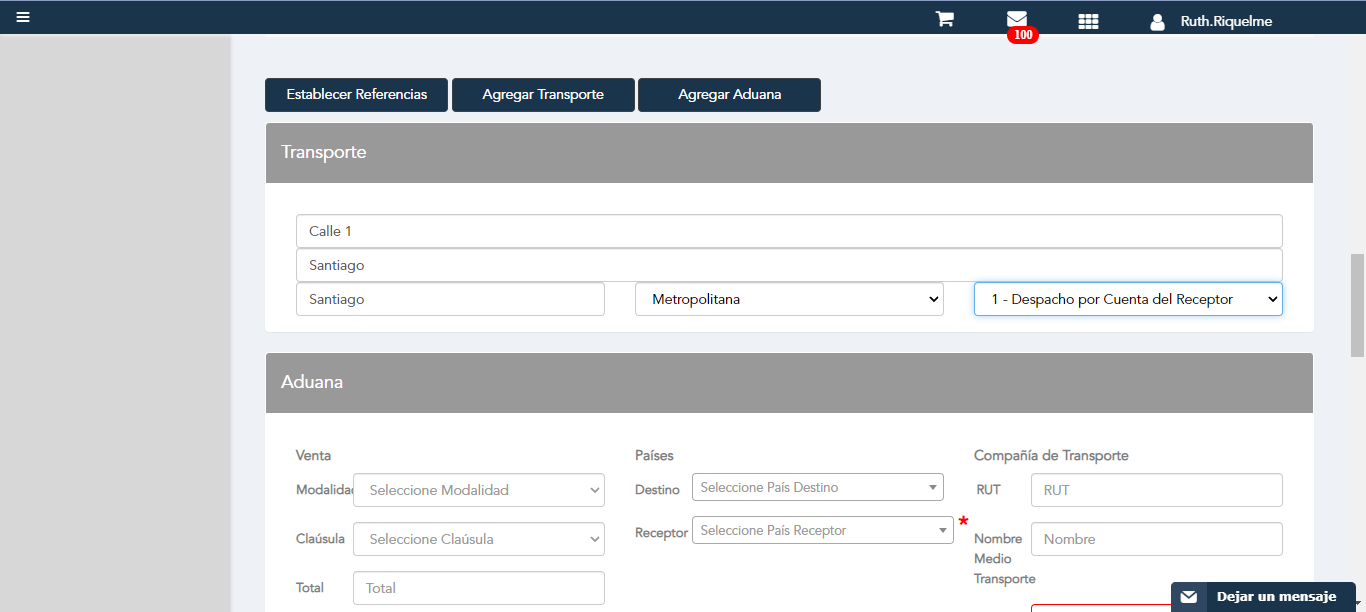 Ruth.Riquelme
100
Establecer Referencias Agregar Transporte Agregar Aduana
Transporte
Calle 1
Santiago
Santiago Metropolitana 1 - Despacho por Cuenta del Receptor
Aduana
Venta Países Compañía de Transporte
Modalidad Seleccione Modalidad Destino Seleccione País Destino RUT RUT
Receptor Seleccione País Receptor *
Claúsula Seleccione Claúsula Nombre Medio Transporte Nombre
Total Total
Dejar un mensaje